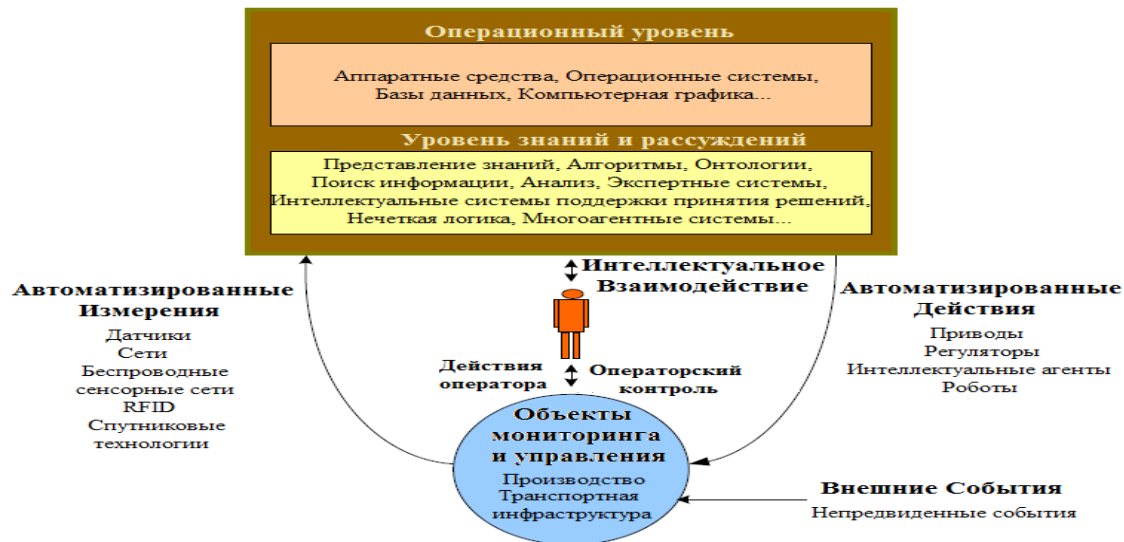 Операционный уровень
Аппаратные средства, Операционные системы,
Базы данных, Компьютерная графика...
Уровень знаний и рассуждений
Представление знаний, Алгоритмы, Онтологии,
Поиск информации, Анализ, Экспертные системы,
Интеллектуальные системы поддержки принятия решений,
Нечеткая логика, Многоагентные системы...
Автоматизированные
Измерения
Датчики
Сети
Беспроводные
сенсорные сети
RFID
Спутниковые
технологии
Интеллектуальное
Взаимодействие
Действия
оператора
Операторский
контроль
Автоматизированные
Действия
Приводы
Регуляторы
Интеллектуальные агенты
Роботы
Объекты
мониторинга
и управления
Производство
Транспортная
инфраструктура
Внешние События
Непредвиденные события